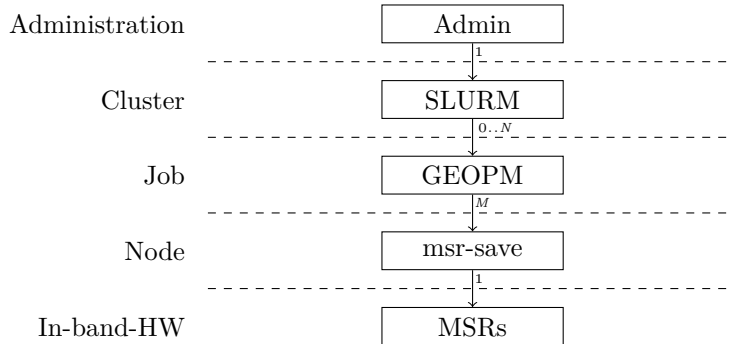 Administration Admin
1
Cluster SLURM
0..N
Job GEOPM
M
Node msr-save
1
In-band-HW MSRs